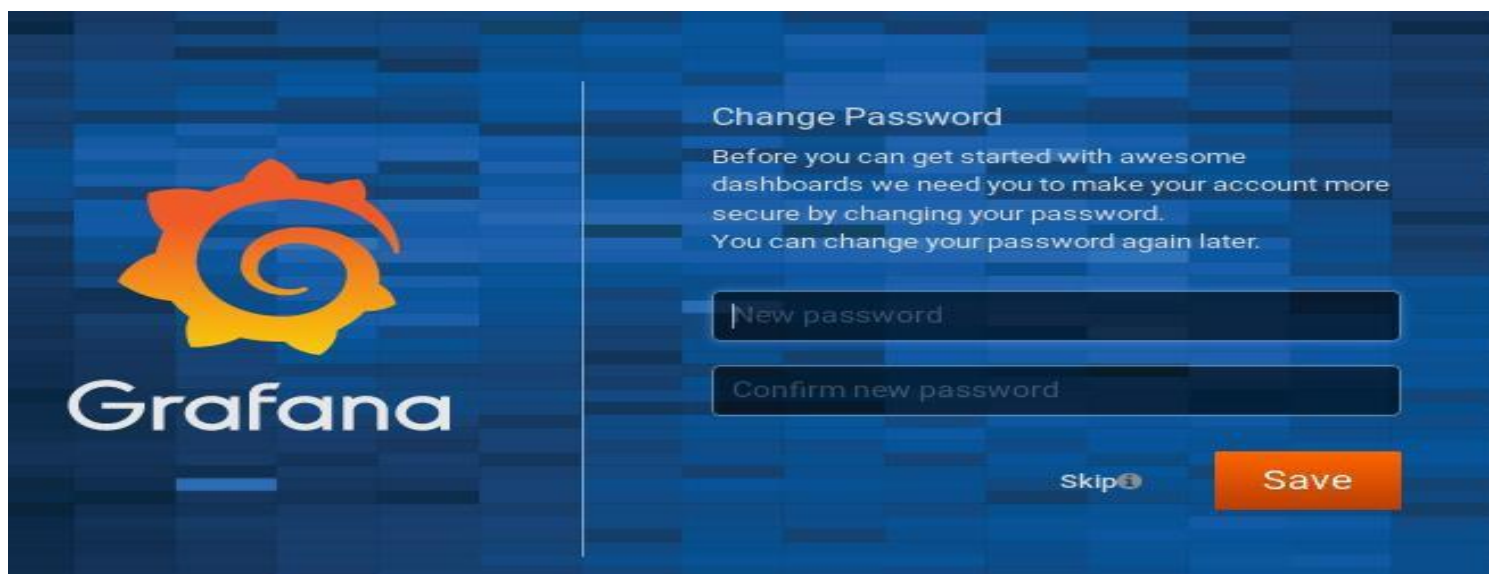 Grafana
Change Password
Before you can get started with awesome
dashboards we need you to make your account more
secure by changing your password.
You can change your password again later.
New password
Confirm new password
Skip
Save